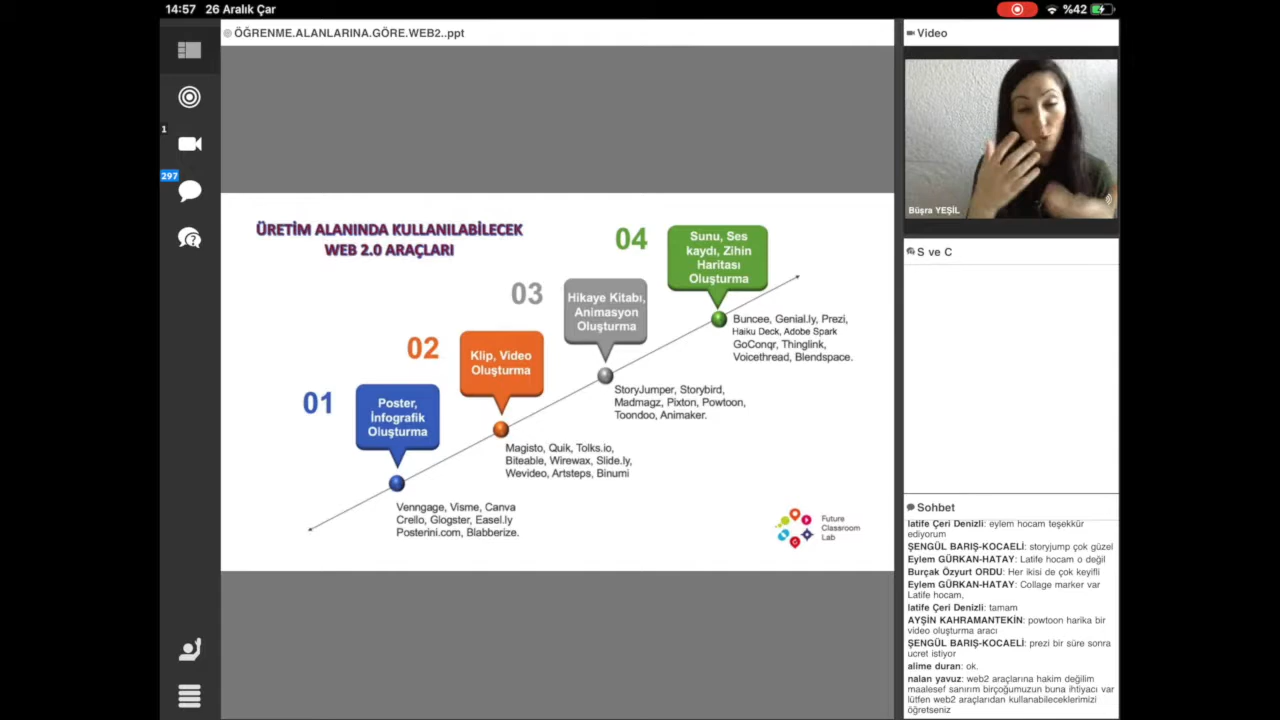 14:57 26 Aralık Çar
%42
ÖĞRENME.ALANLARINA.GÖRE.WEB2..ppt
1
297
ÜRETİM ALANINDA KULLANILABİLECEK
WEB 2.0 ARAÇLARI
01
Poster,
İnfografik
Oluşturma
Venngage, Visme, Canva
Crello, Glogster, Easel.ly
Posterini.com, Blabberize.
02
Klip, Video
Oluşturma
Magisto, Quik, Tolks.io,
Biteable, Wirewax, Slide.ly,
Wevideo, Artsteps, Binumi
03
Hikaye Kitabı,
Animasyon
Oluşturma
StoryJumper, Storybird,
Madmagz, Pixton, Powtoon,
Toondoo, Animaker.
04
Sunu, Ses
kaydı, Zihin
Haritası
Oluşturma
Buncee, Genial.ly, Prezi,
Haiku Deck, Adobe Spark
GoConqr, Thinglink,
Voicethread, Blendspace.
Future
Classroom
Lab
Video
Büşra YEŞİL
S ve C
Sohbet
latife Çeri Denizli: eylem hocam teşekkür
ediyorum
ŞENGÜL BARIŞ-KOCAELİ: storyjump çok güzel
Eylem GÜRKAN-HATAY: Latife hocam o değil
Burçak Özyurt ORDU: Her ikisi de çok keyifli
Eylem GÜRKAN-HATAY: Collage marker var
Latife hocam,
latife Çeri Denizli: tamam
AYŞİN KAHRAMANTEKİN: powtoon harika bir
video oluşturma aracı
ŞENGÜL BARIŞ-KOCAELİ: prezi bir süre sonra
ucret istiyor
alime duran: ok.
nalan yavuz: web2 araçlarına hakim değilim
maalesef sanırım birçoğumuzun buna ihtiyacı var
lütfen web2 araçlarıdan kullanabileceklerimizi
öğretseniz